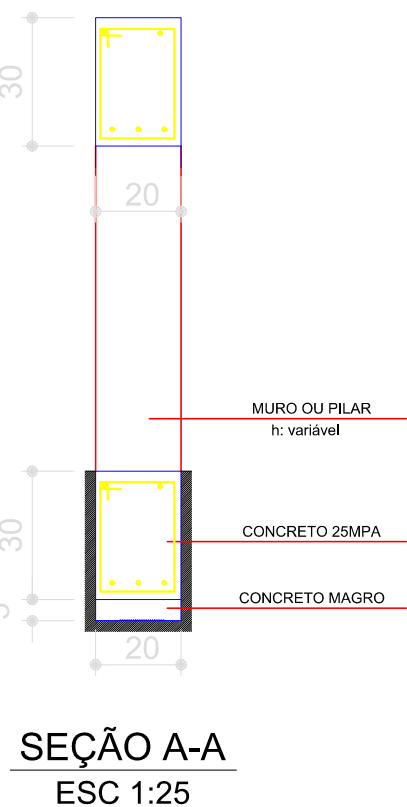 30
20
MURO OU PILAR
h: variável
30
CONCRETO 25MPA
CONCRETO MAGRO
20
SEÇÃO A-A
ESC 1:25